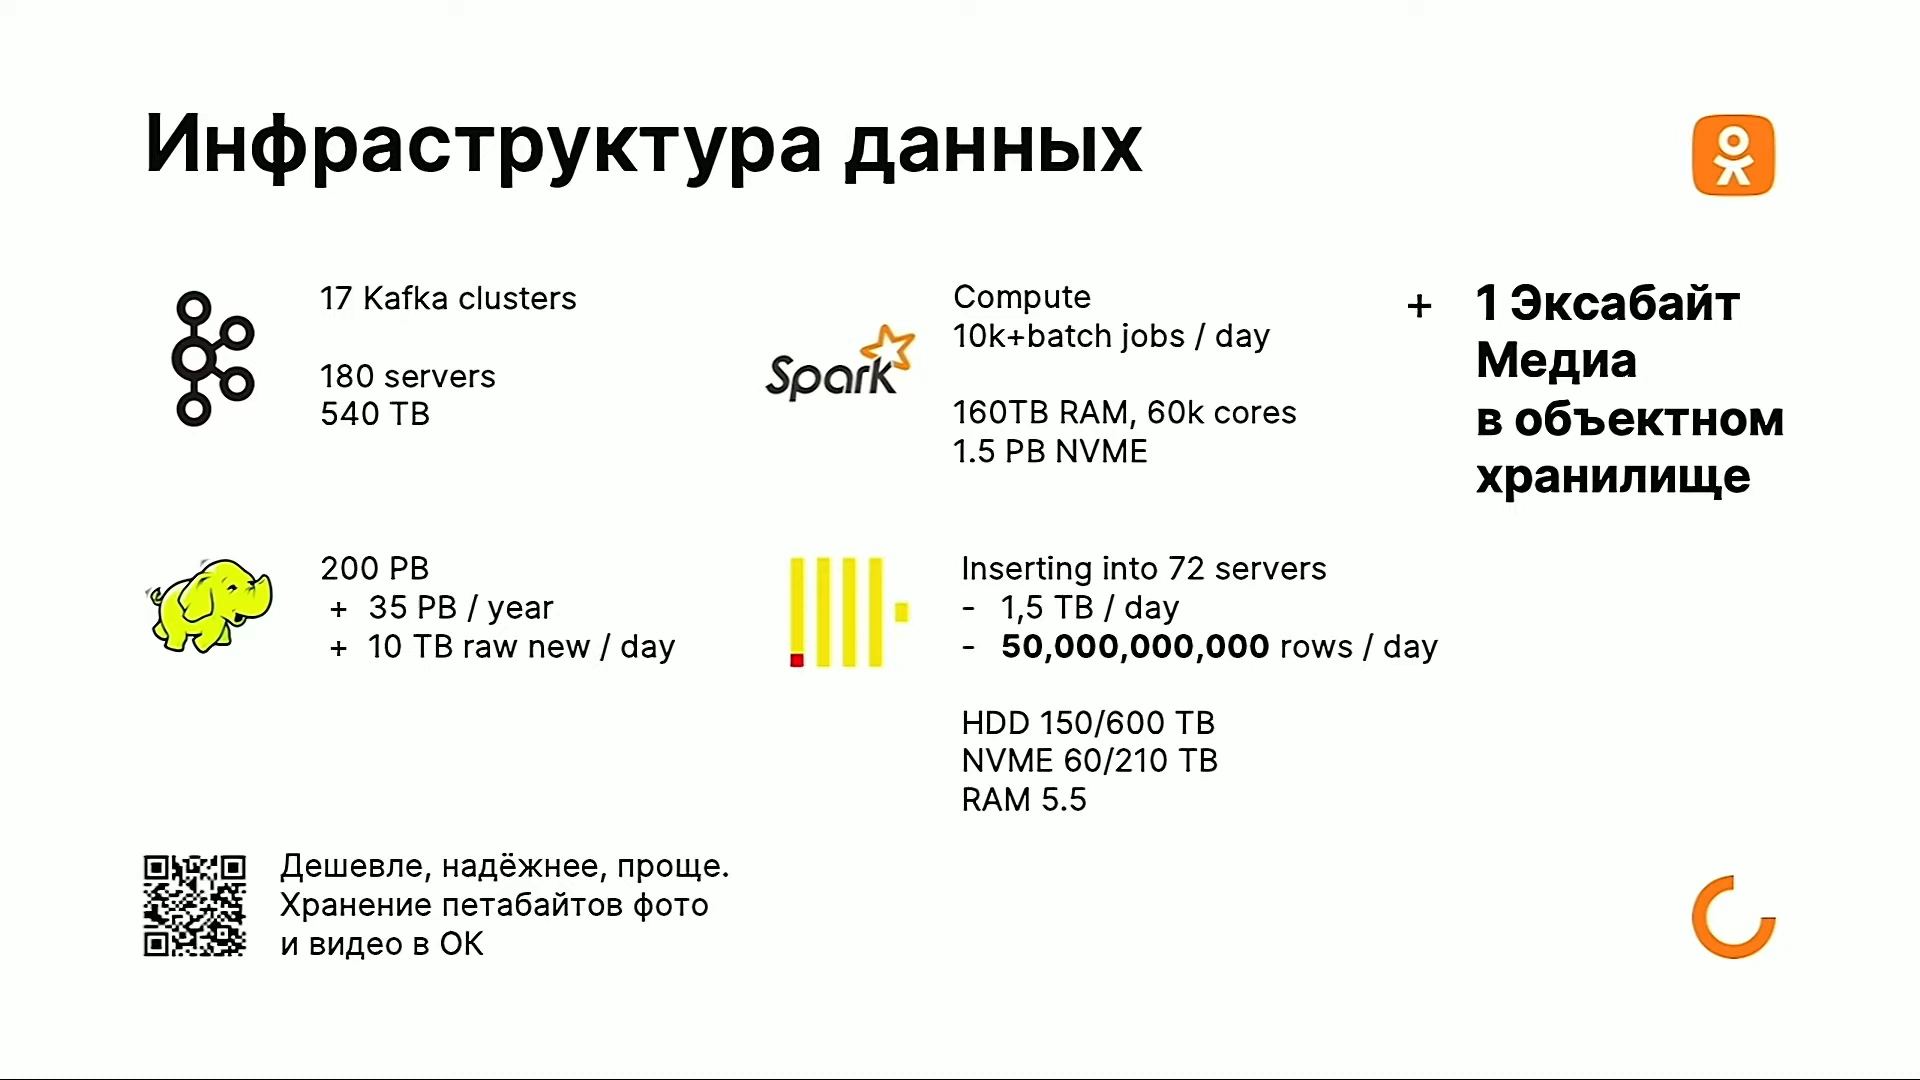 Инфраструктура данных
17 Kafka clusters
180 servers
540 TB
Spark
Compute
10k+batch jobs / day
160TB RAM, 60k cores
1.5 PB NVME
+ 1 Эксабайт
Медиа
в объектном
хранилище
200 PB
+ 35 PB / year
+ 10 TB raw new / day
Inserting into 72 servers
- 1,5 TB / day
- 50,000,000,000 rows / day
HDD 150/600 TB
NVME 60/210 TB
RAM 5.5
Дешевле, надёжнее, проще.
Хранение петабайтов фото
и видео в ОК